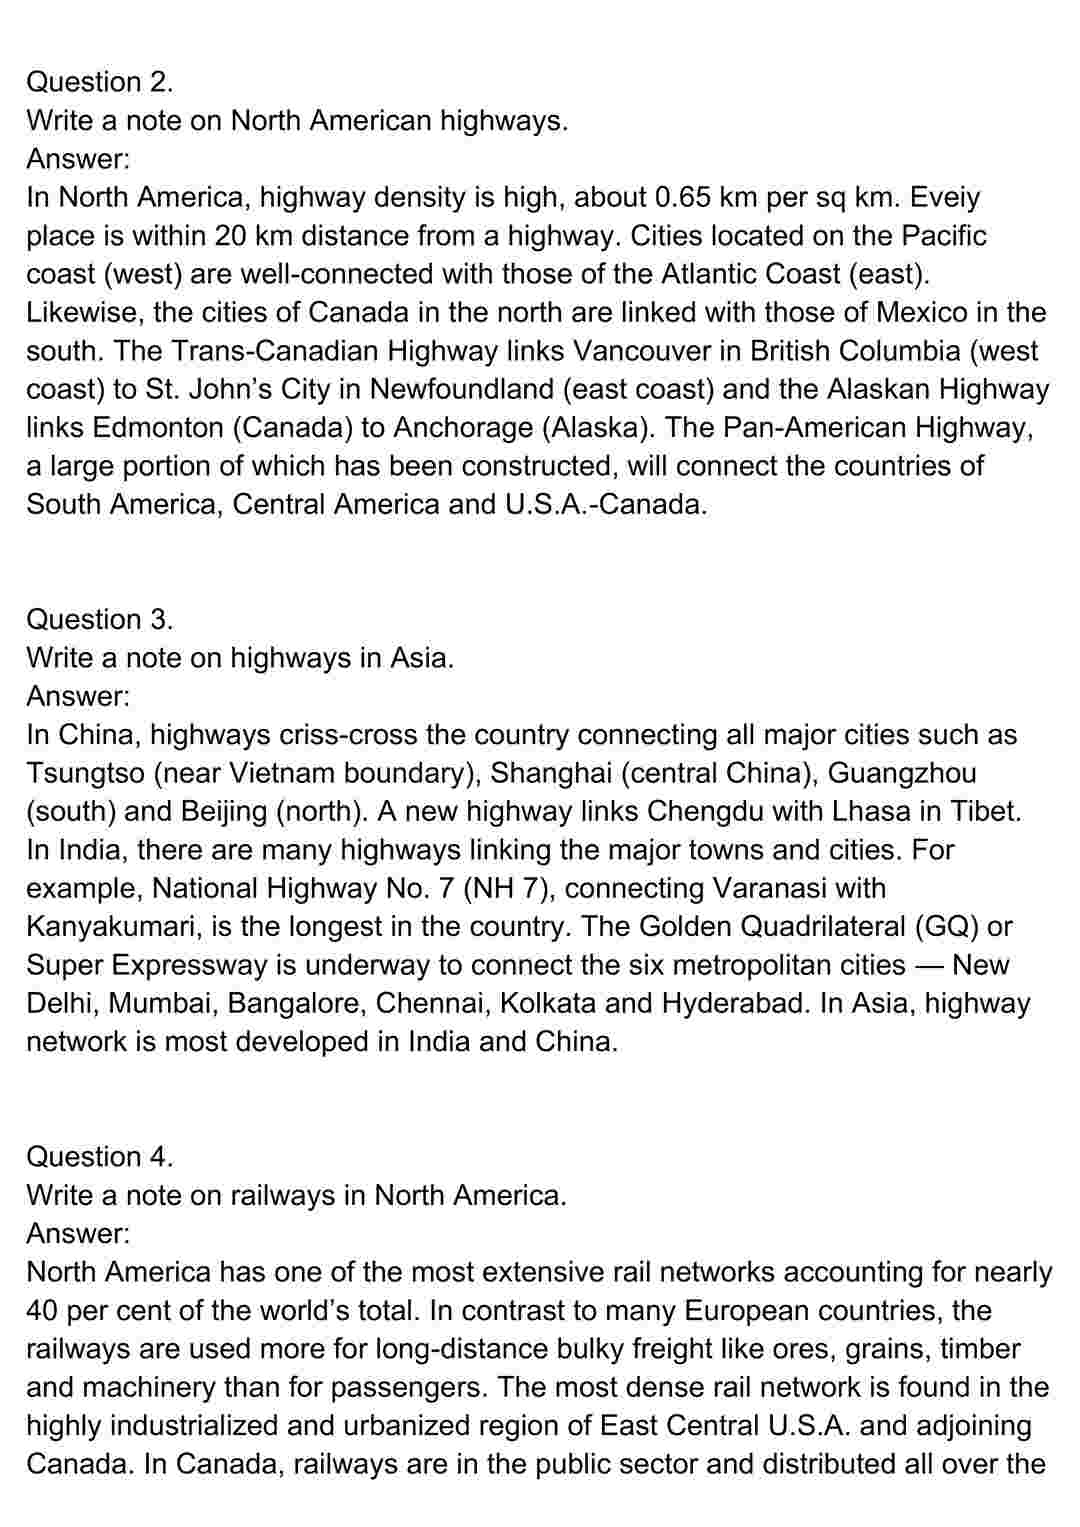 Question 2.
Write a note on North American highways.
Answer:
In North America, highway density is high, about 0.65 km per sq km. Eveiy
place is within 20 km distance from a highway. Cities located on the Pacific
coast (west) are well-connected with those of the Atlantic Coast (east).
Likewise, the cities of Canada in the north are linked with those of Mexico in the
south. The Trans-Canadian Highway links Vancouver in British Columbia (west
coast) to St. John’s City in Newfoundland (east coast) and the Alaskan Highway
links Edmonton (Canada) to Anchorage (Alaska). The Pan-American Highway,
a large portion of which has been constructed, will connect the countries of
South America, Central America and U.S.A.-Canada.
Question 3.
Write a note on highways in Asia.
Answer:
In China, highways criss-cross the country connecting all major cities such as
Tsungtso (near Vietnam boundary), Shanghai (central China), Guangzhou
(south) and Beijing (north). A new highway links Chengdu with Lhasa in Tibet.
In India, there are many highways linking the major towns and cities. For
example, National Highway No. 7 (NH 7), connecting Varanasi with
Kanyakumari, is the longest in the country. The Golden Quadrilateral (GQ) or
Super Expressway is underway to connect the six metropolitan cities — New
Delhi, Mumbai, Bangalore, Chennai, Kolkata and Hyderabad. In Asia, highway
network is most developed in India and China.
Question 4.
Write a note on railways in North America.
Answer:
North America has one of the most extensive rail networks accounting for nearly
40 per cent of the world’s total. In contrast to many European countries, the
railways are used more for long-distance bulky freight like ores, grains, timber
and machinery than for passengers. The most dense rail network is found in the
highly industrialized and urbanized region of East Central U.S.A. and adjoining
Canada. In Canada, railways are in the public sector and distributed all over the